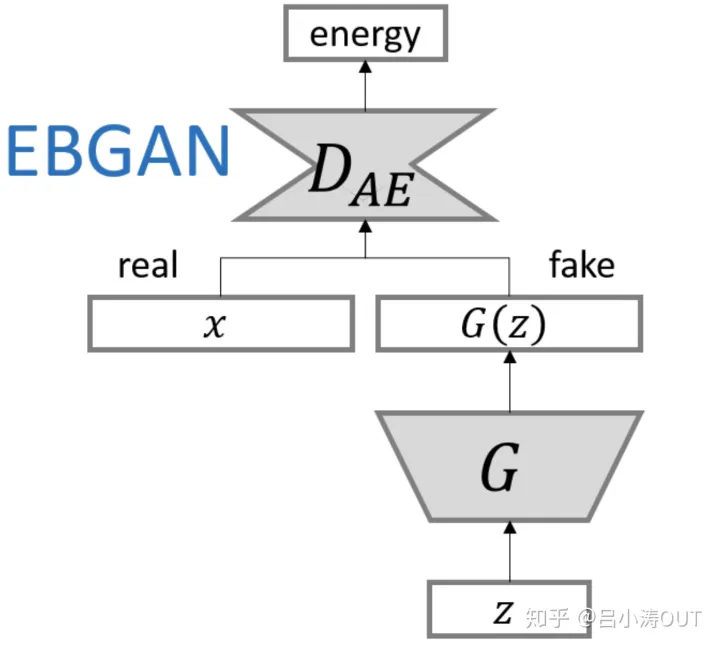 energy
EBGAN
D_AE
real
fake
x
G(z)
G
z
知乎 @吕小涛OUT